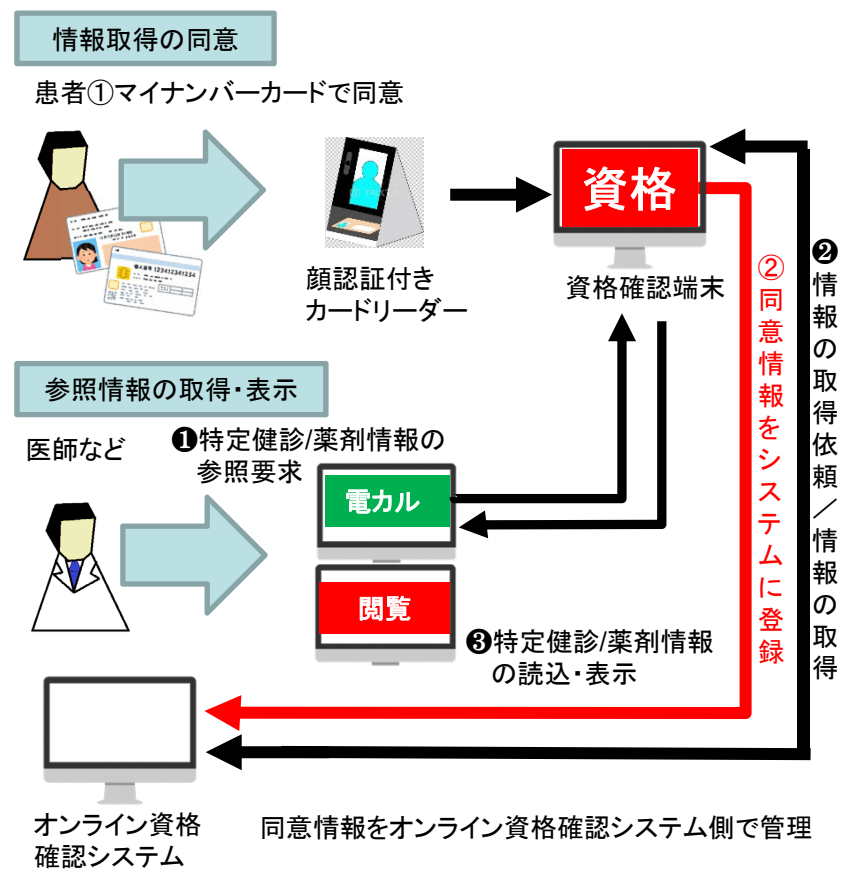 情報取得の同意
患者①マイナンバーカードで同意
個人番号 123412341234
顔認証付き
カードリーダー
資格
資格確認端末
②同意情報をシステムに登録
❷情報の取得依頼／情報の取得
参照情報の取得・表示
医師など
❶特定健診/薬剤情報の
参照要求
電カル
閲覧
❸特定健診/薬剤情報
の読込・表示
オンライン資格
確認システム
同意情報をオンライン資格確認システム側で管理